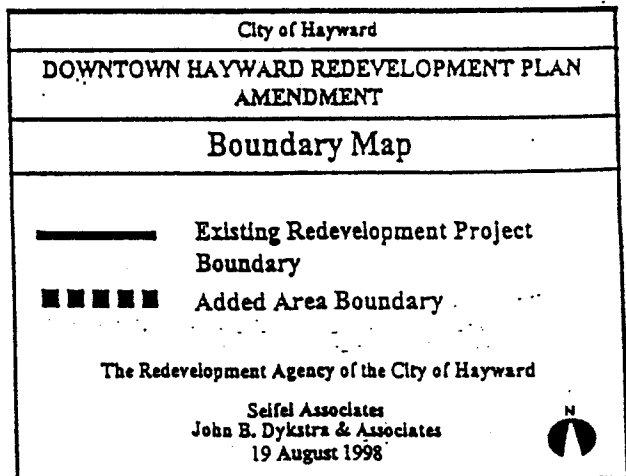 City of Hayward
DOWNTOWN HAYWARD REDEVELOPMENT PLAN
AMENDMENT
Boundary Map
Existing Redevelopment Project
Boundary
Added Area Boundary
The Redevelopment Agency of the City of Hayward
Seifel Associates
John B. Dykstra & Associates
19 August 1998
N